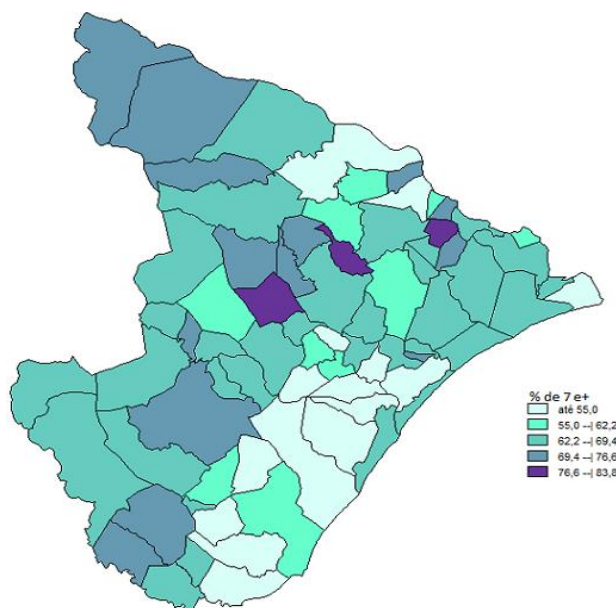 % de 7 e+
até 55,0
55,0 --| 62,2
62,2 --| 69,4
69,4 --| 76,6
76,6 --| 83,8